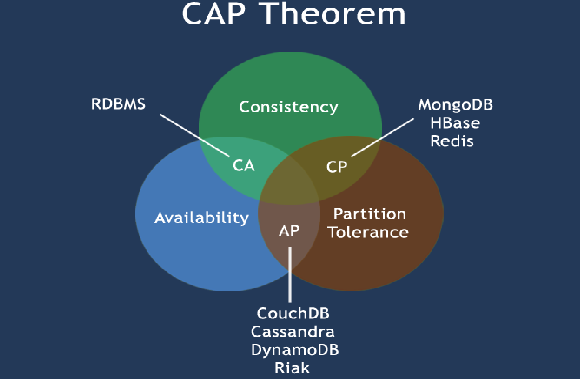 CAP Theorem
RDBMS
Consistency
MongoDB
HBase
Redis
CA
CP
Availability
Partition
Tolerance
AP
CouchDB
Cassandra
DynamoDB
Riak